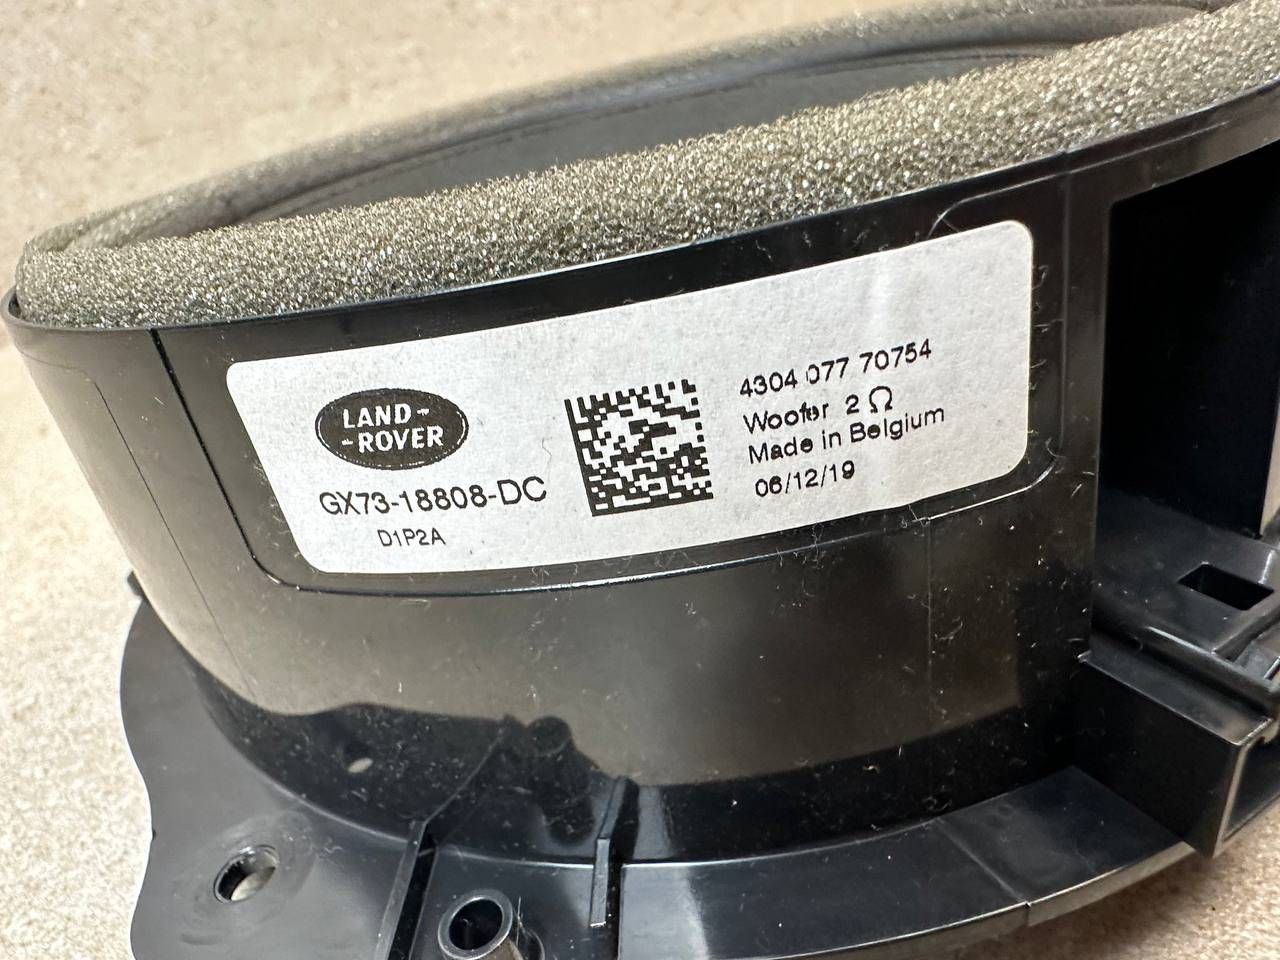 LAND-
-ROVER
GX73-18808-DC
D1P2A
4304 077 70754
Woofer 2 Ω
Made in Belgium
06/12/19